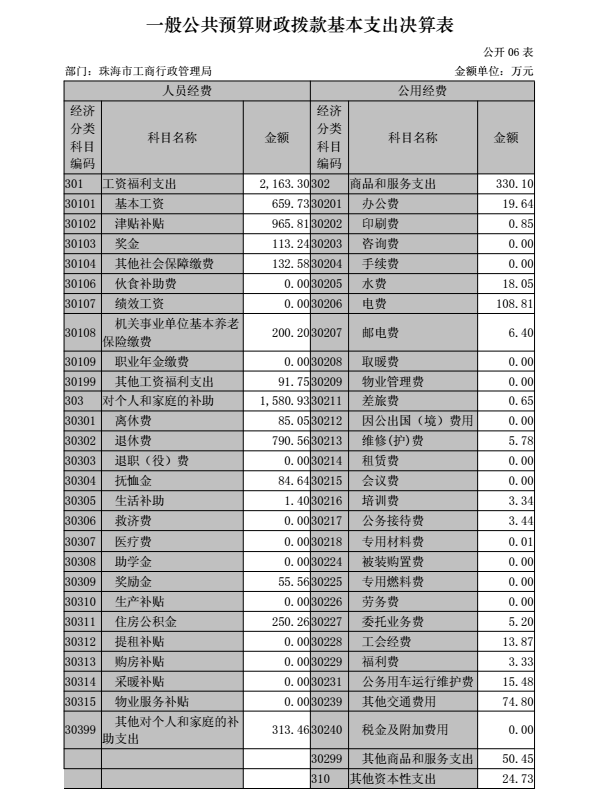 一般公共预算财政拨款基本支出决算表
公开 06 表
部门：珠海市工商行政管理局 金额单位：万元
人员经费 公用经费
经济分类科目编码 科目名称 金额 经济分类科目编码 科目名称 金额
301 工资福利支出 2,163.30 302 商品和服务支出 330.10
30101 基本工资 659.73 30201 办公费 19.64
30102 津贴补贴 965.81 30202 印刷费 0.85
30103 奖金 113.24 30203 咨询费 0.00
30104 其他社会保障缴费 132.58 30204 手续费 0.00
30106 伙食补助费 0.00 30205 水费 18.05
30107 绩效工资 0.00 30206 电费 108.81
30108 机关事业单位基本养老保险缴费 200.20 30207 邮电费 6.40
30109 职业年金缴费 0.00 30208 取暖费 0.00
30199 其他工资福利支出 91.75 30209 物业管理费 0.00
303 对个人和家庭的补助 1,580.93 30211 差旅费 0.65
30301 离休费 85.05 30212 因公出国（境）费用 0.00
30302 退休费 790.56 30213 维修(护)费 5.78
30303 退职（役）费 0.00 30214 租赁费 0.00
30304 抚恤金 84.64 30215 会议费 0.00
30305 生活补助 1.40 30216 培训费 3.34
30306 救济费 0.00 30217 公务接待费 3.44
30307 医疗费 0.00 30218 专用材料费 0.01
30308 助学金 0.00 30224 被装购置费 0.00
30309 奖励金 55.56 30225 专用燃料费 0.00
30310 生产补贴 0.00 30226 劳务费 0.00
30311 住房公积金 250.26 30227 委托业务费 5.20
30312 提租补贴 0.00 30228 工会经费 13.87
30313 购房补贴 0.00 30229 福利费 3.33
30314 采暖补贴 0.00 30231 公务用车运行维护费 15.48
30315 物业服务补贴 0.00 30239 其他交通费用 74.80
30399 其他对个人和家庭的补助支出 313.46 30240 税金及附加费用 0.00
30299 其他商品和服务支出 50.45
310 其他资本性支出 24.73